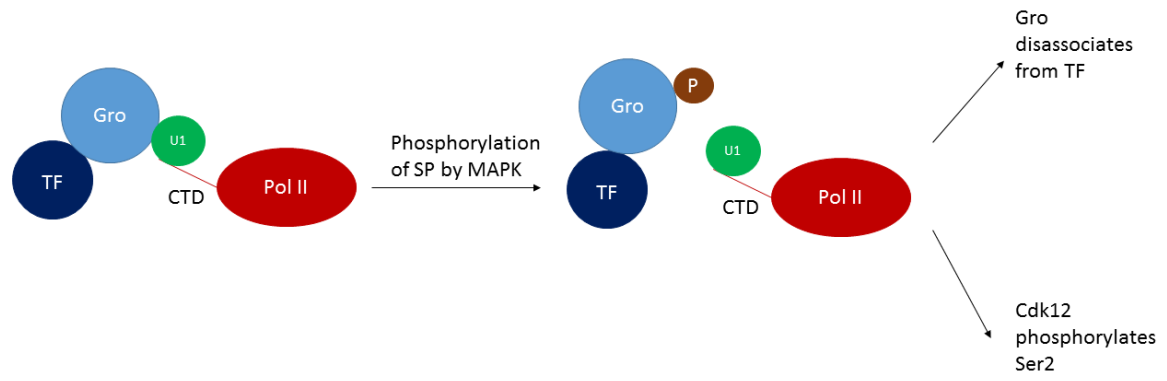 Gro
U1
TF
CTD
Pol II
Phosphorylation
of SP by MAPK
Gro
P
U1
TF
CTD
Pol II
Gro
disassociates
from TF
Cdk12
phosphorylates
Ser2